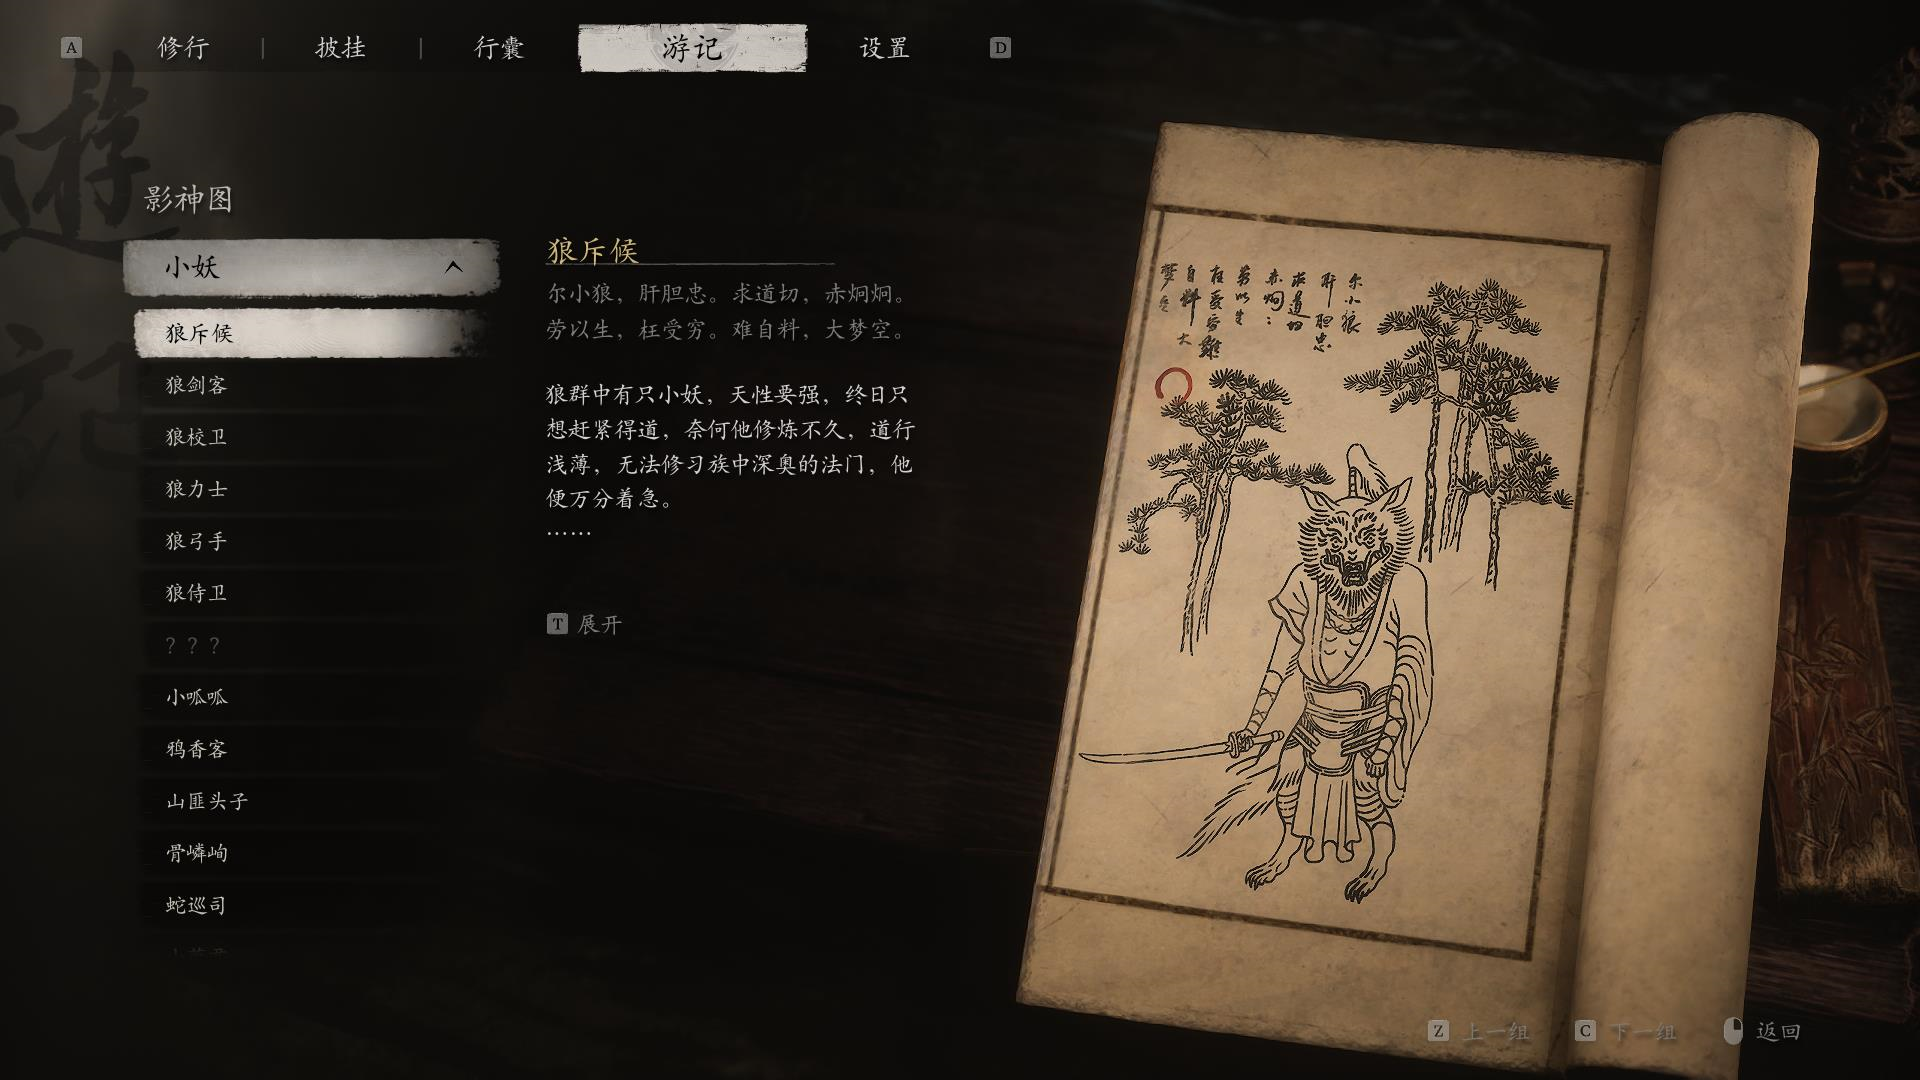 A 修行 | 披挂 | 行囊 游记 设置 D
遊記
影神图
小妖
狼斥候
狼剑客
狼校卫
狼力士
狼弓手
狼侍卫
？？？
小呱呱
鸦香客
山匪头子
骨嶙峋
蛇巡司
狼斥候
尔小狼，肝胆忠。求道切，赤炯炯。
劳以生，枉受穷。难自料，大梦空。
狼群中有只小妖，天性要强，终日只
想赶紧得道，奈何他修炼不久，道行
浅薄，无法修习族中深奥的法门，他
便万分着急。
……
T 展开
尔小狼
肝胆忠
求道切
赤炯炯
劳以生
枉受穷難
自料大
梦空
Z 上一组 C 下一组 返回